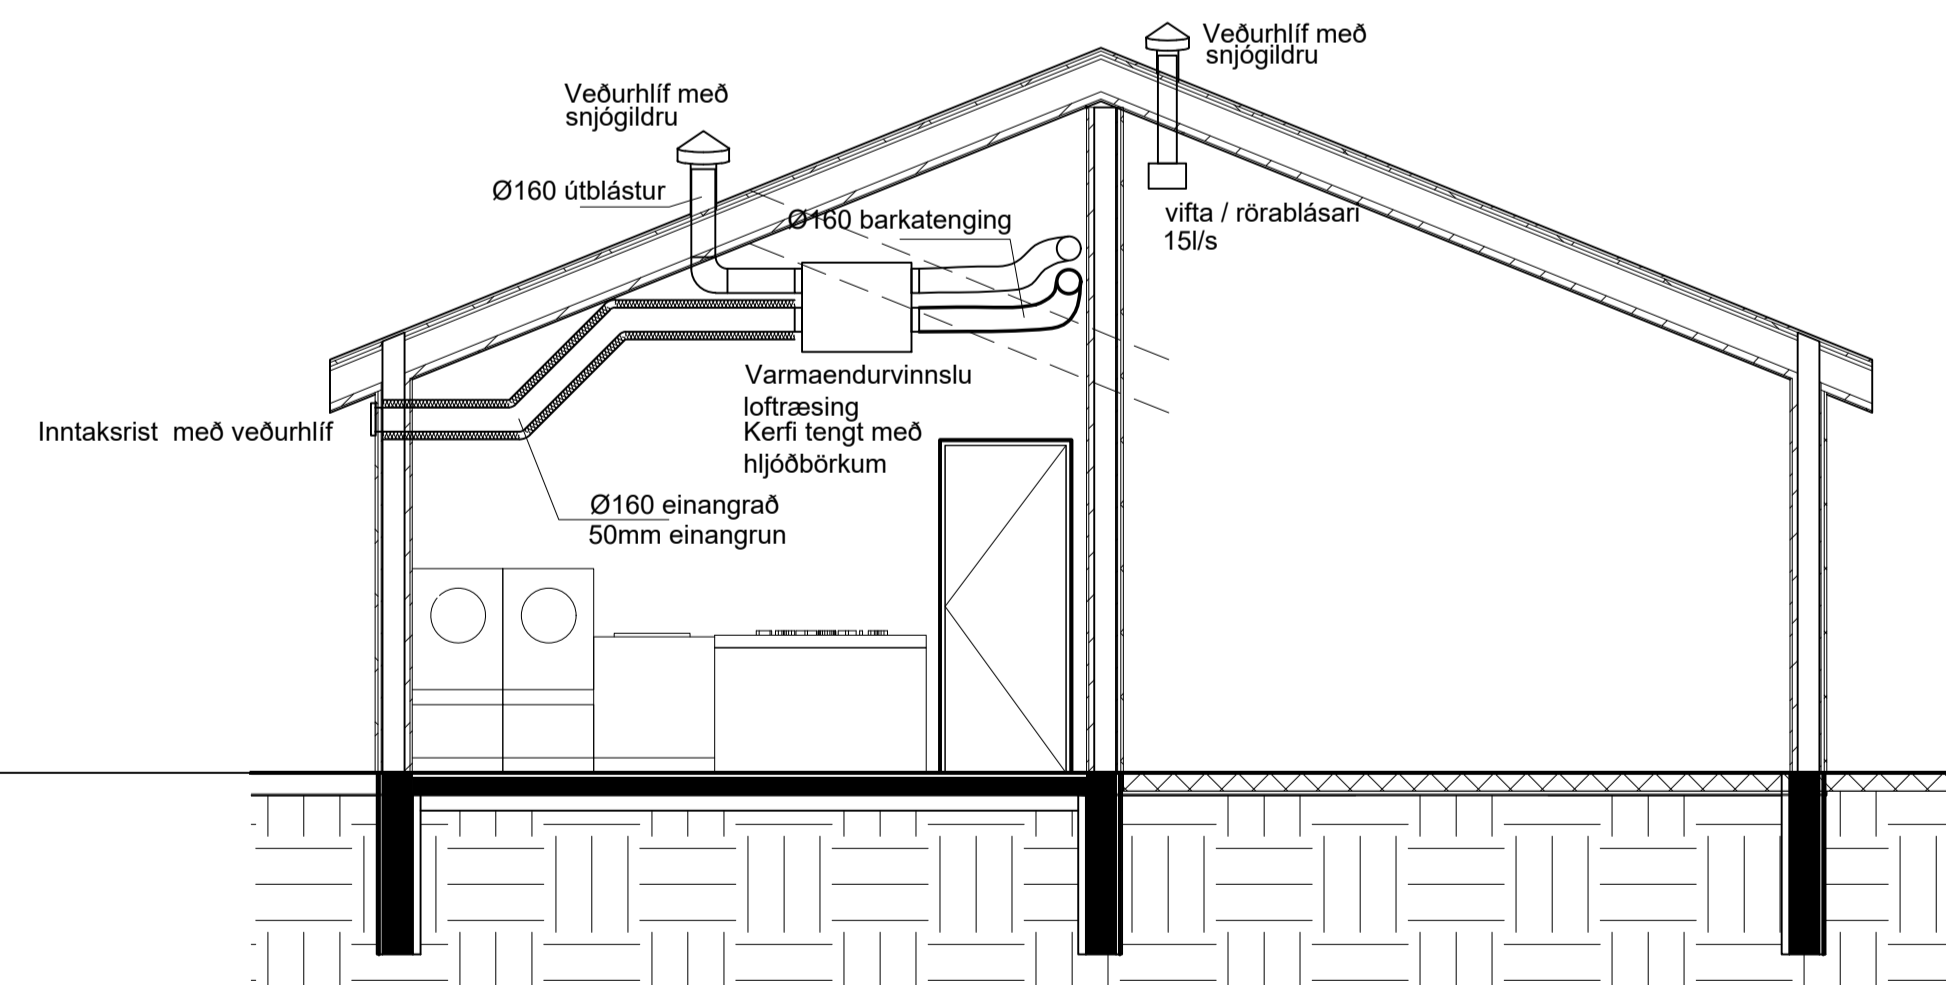 Veðurhlíf með
snjógildru
Veðurhlíf með
snjógildru
Ø160 útblástur
Ø160 barkatenging
vifta / rörablásari
15l/s
Varmaendurvinnslu
loftræsing
Kerfi tengt með
hljóðbörkum
Inntaksrist með veðurhlíf
Ø160 einangrað
50mm einangrun